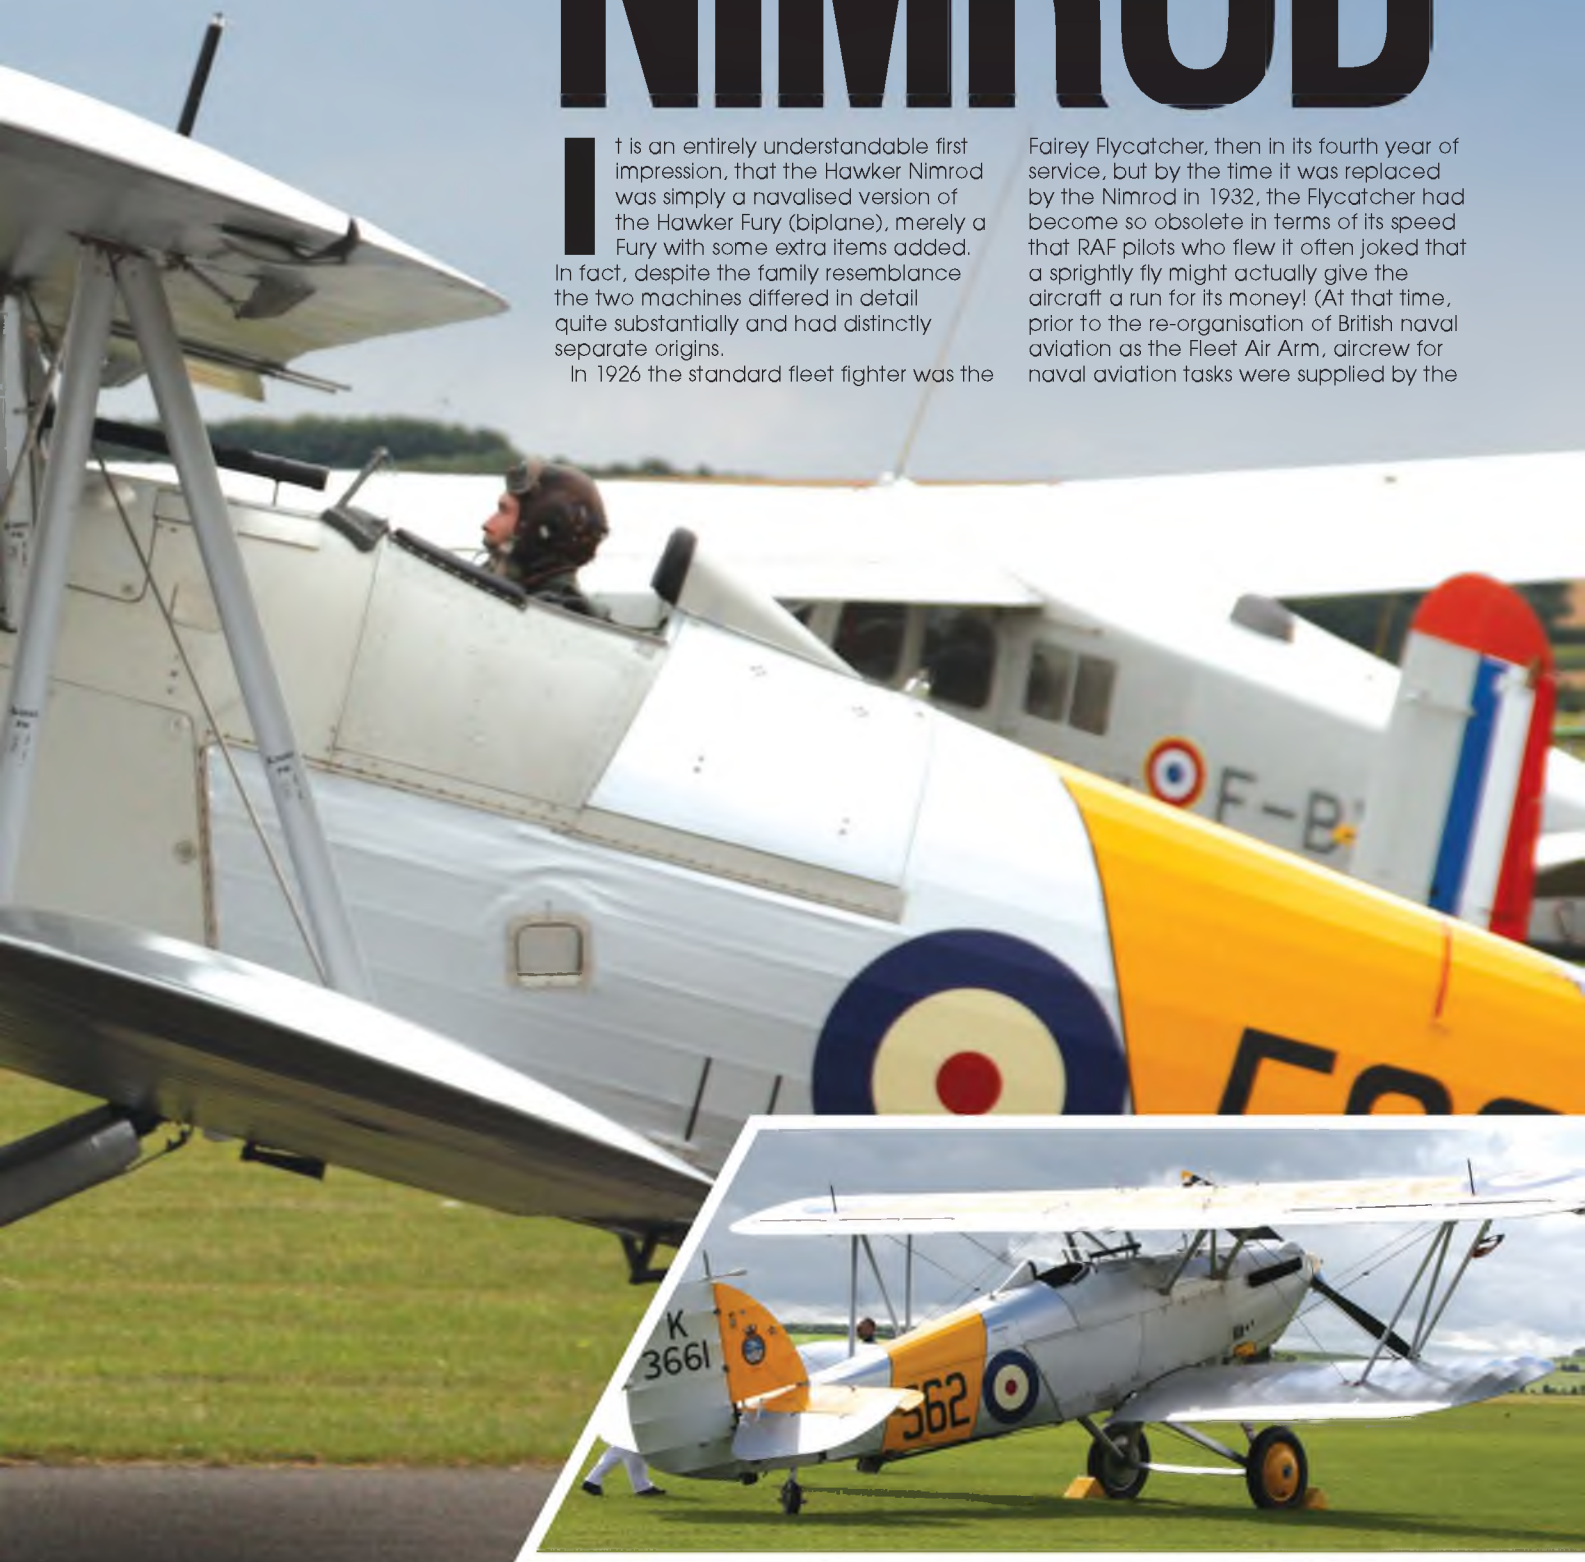 NIMROD
It is an entirely understandable first
impression, that the Hawker Nimrod
was simply a navalised version of
the Hawker Fury (biplane), merely a
Fury with some extra items added.
In fact, despite the family resemblance
the two machines differed in detail
quite substantially and had distinctly
separate origins.
In 1926 the standard fleet fighter was the
Fairey Flycatcher, then in its fourth year of
service, but by the time it was replaced
by the Nimrod in 1932, the Flycatcher had
become so obsolete in terms of its speed
that RAF pilots who flew it often joked that
a sprightly fly might actually give the
aircraft a run for its money! (At that time,
prior to the re-organisation of British naval
aviation as the Fleet Air Arm, aircrew for
naval aviation tasks were supplied by the
F-B
K
3661
562